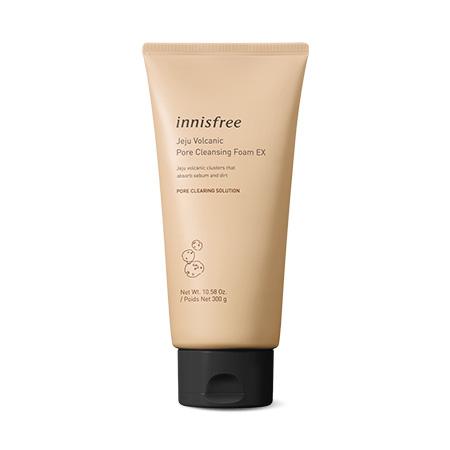 innisfree
Jeju Volcanic
Pore Cleansing Foam EX
Jeju volcanic clusters that
absorb sebum and dirt
PORE CLEARING SOLUTION
Net Wt. 10.58 Oz.
/ Poids Net 300 g